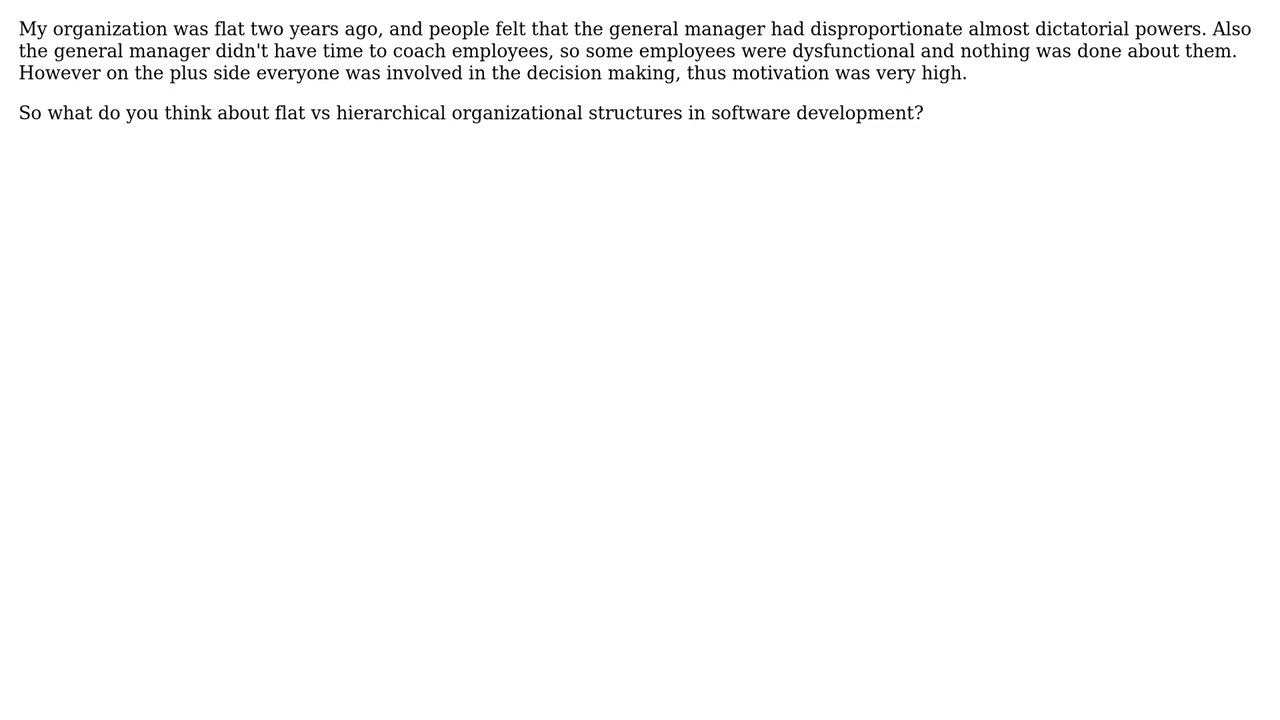 My organization was flat two years ago, and people felt that the general manager had disproportionate almost dictatorial powers. Also
the general manager didn't have time to coach employees, so some employees were dysfunctional and nothing was done about them.
However on the plus side everyone was involved in the decision making, thus motivation was very high.
So what do you think about flat vs hierarchical organizational structures in software development?